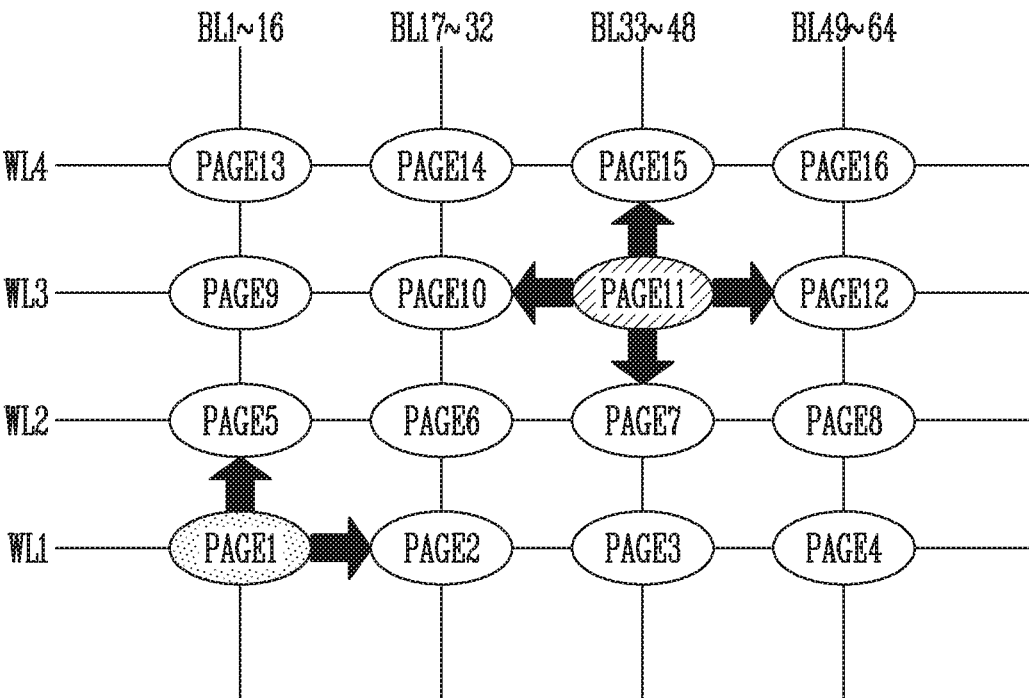 BL1~16 BL17~32 BL33~48 BL49~64
WL4 PAGE13 PAGE14 PAGE15 PAGE16
WL3 PAGE9 PAGE10 PAGE11 PAGE12
WL2 PAGE5 PAGE6 PAGE7 PAGE8
WL1 PAGE1 PAGE2 PAGE3 PAGE4